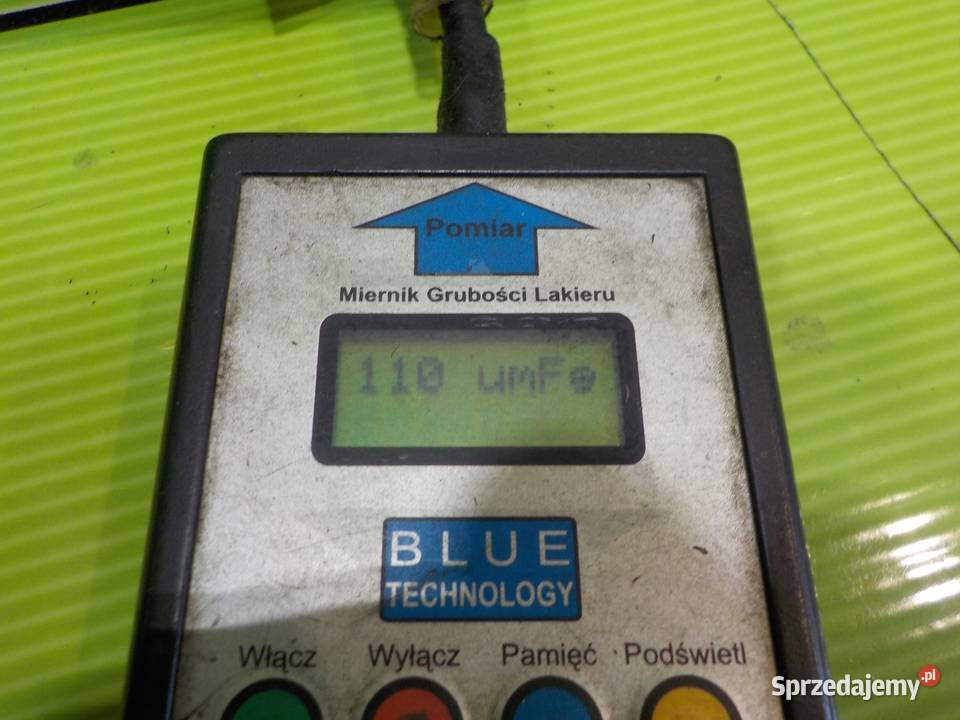 Pomiar
Miernik Grubości Lakieru
110 umFe
BLUE
TECHNOLOGY
Włącz Wyłącz Pamięć Podświetl
Sprzedajemy.pl